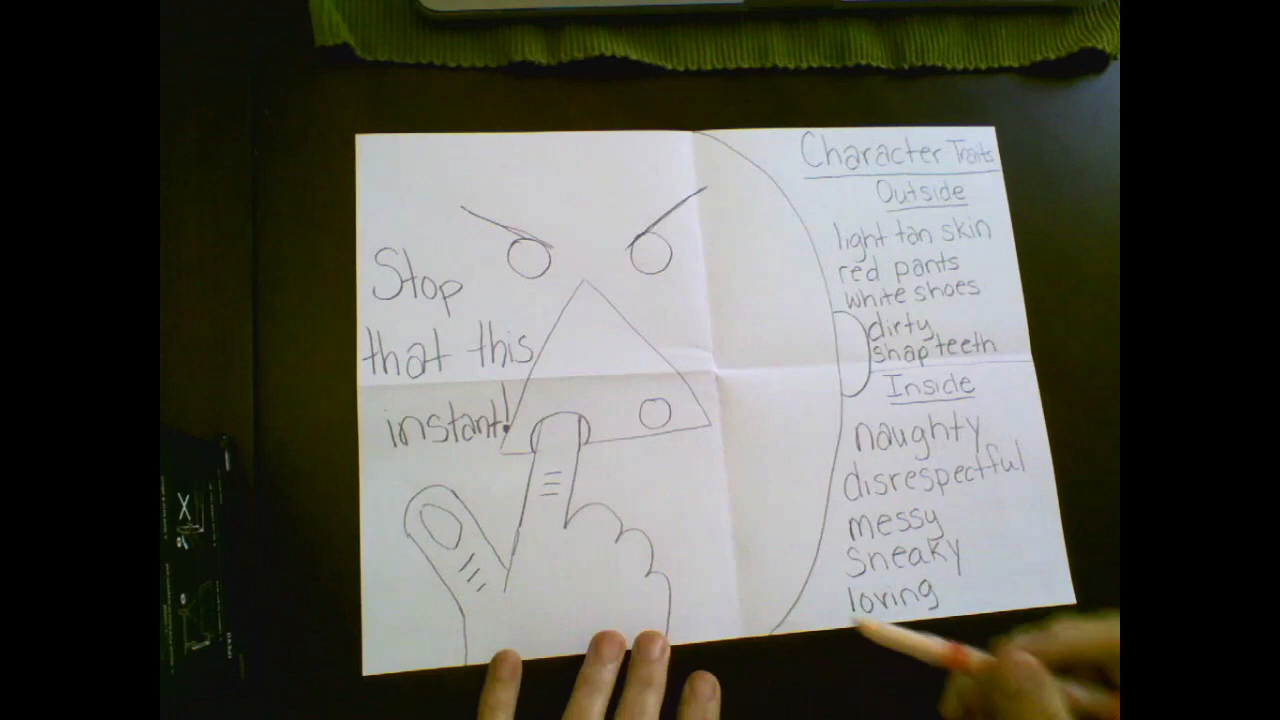 Stop
that this
instant!
Character Traits
Outside
light tan skin
red pants
white shoes
dirty
shap teeth
Inside
naughty
disrespectful
messy
sneaky
loving